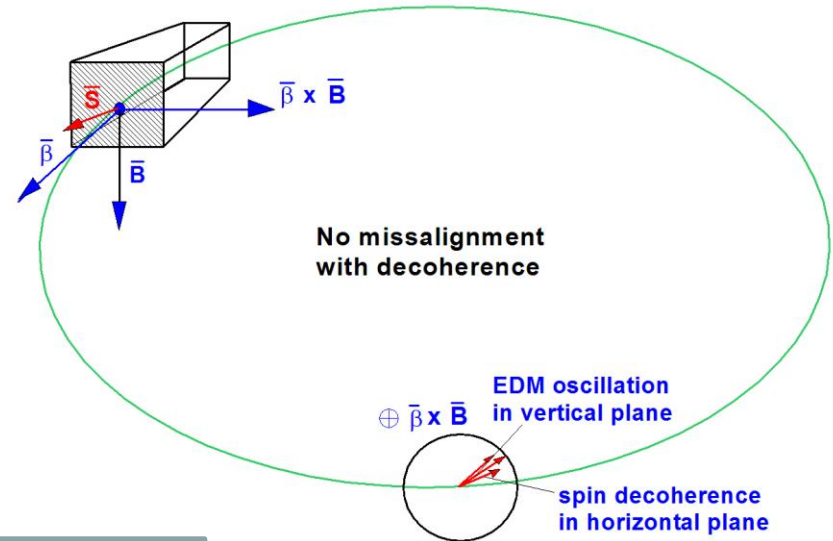 S̅
β̅ x B̅
β̅
B̅
No missalignment
with decoherence
EDM oscillation
in vertical plane
⊕ β̅ x B̅
spin decoherence
in horizontal plane